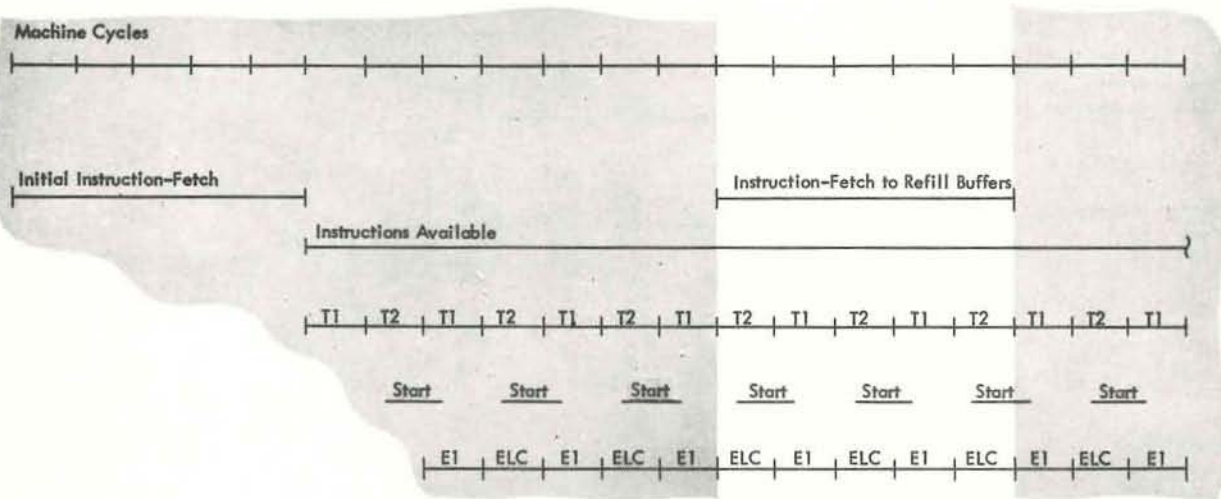 Machine Cycles
Initial Instruction-Fetch
Instruction-Fetch to Refill Buffers
Instructions Available
T1 T2 T1 T2 T1 T2 T1 T2 T1 T2 T1 T2 T1 T2 T1
Start Start Start Start Start Start Start
E1 ELC E1 ELC E1 ELC E1 ELC E1 ELC E1 ELC E1